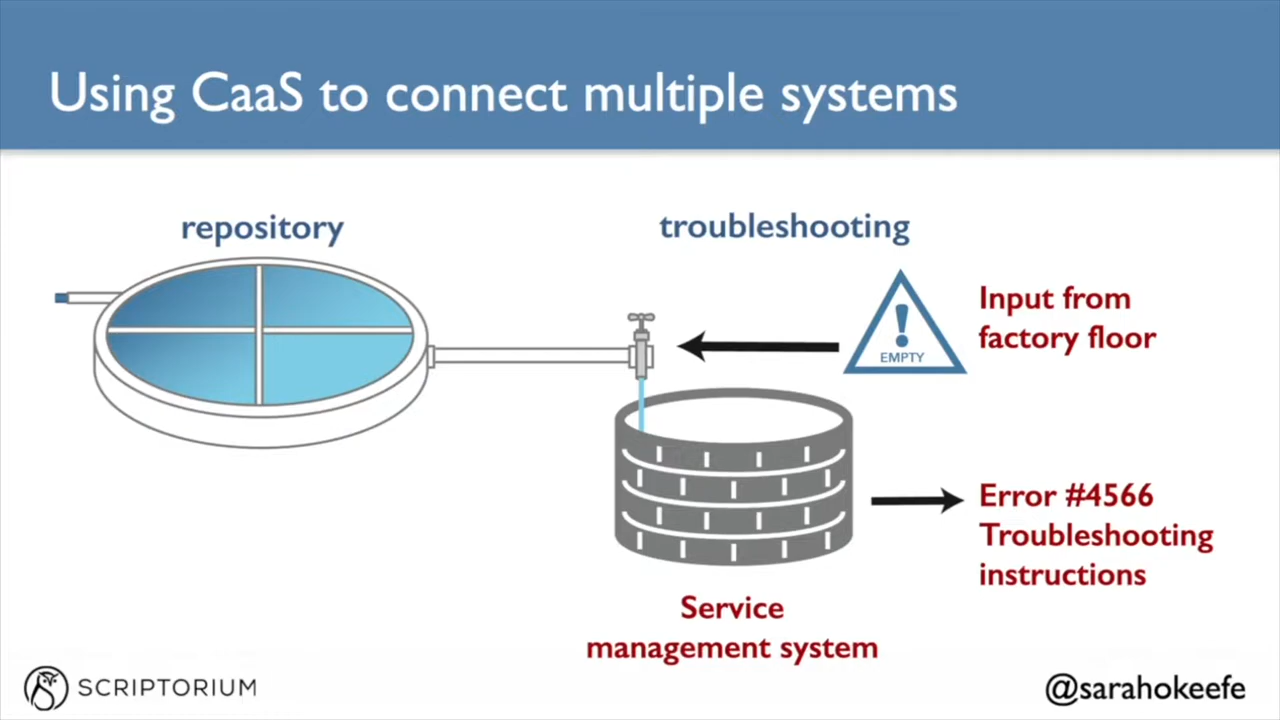 Using CaaS to connect multiple systems
repository
troubleshooting
EMPTY
Input from
factory floor
Error #4566
Troubleshooting
instructions
Service
management system
SCRIPTORIUM
@sarahokeefe